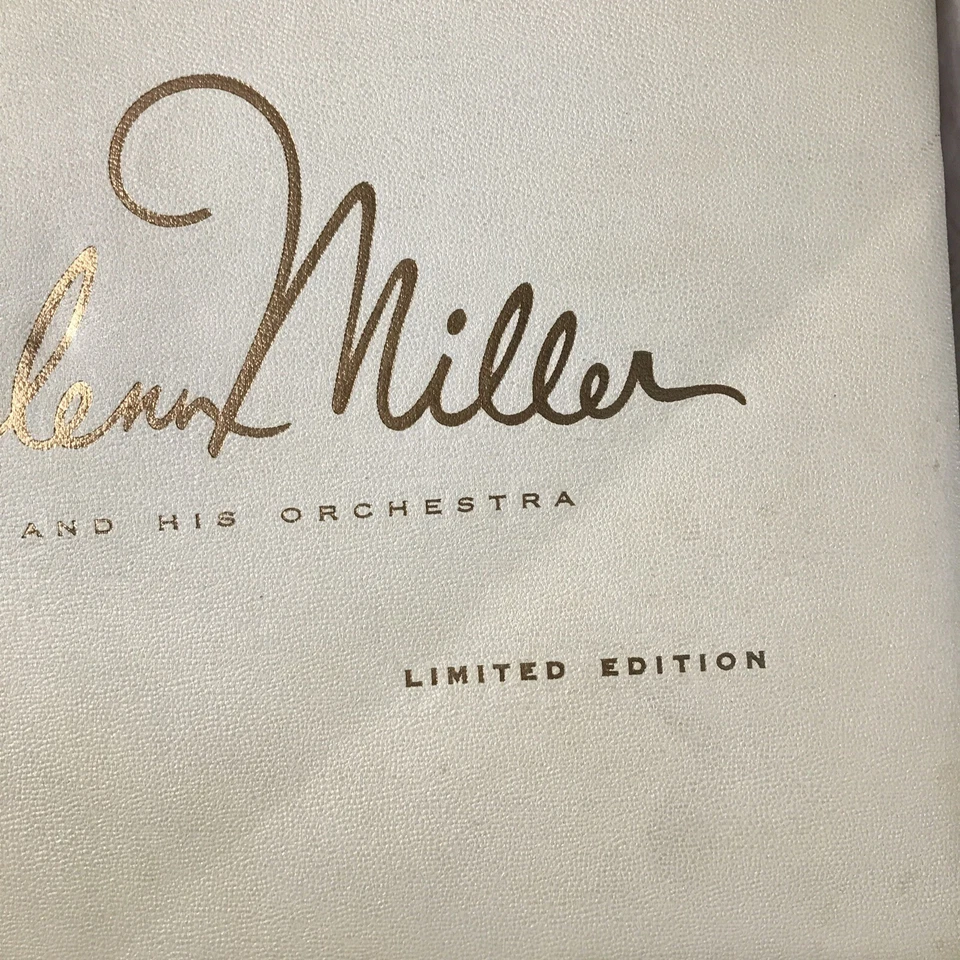 lenn Miller
AND HIS ORCHESTRA
LIMITED EDITION